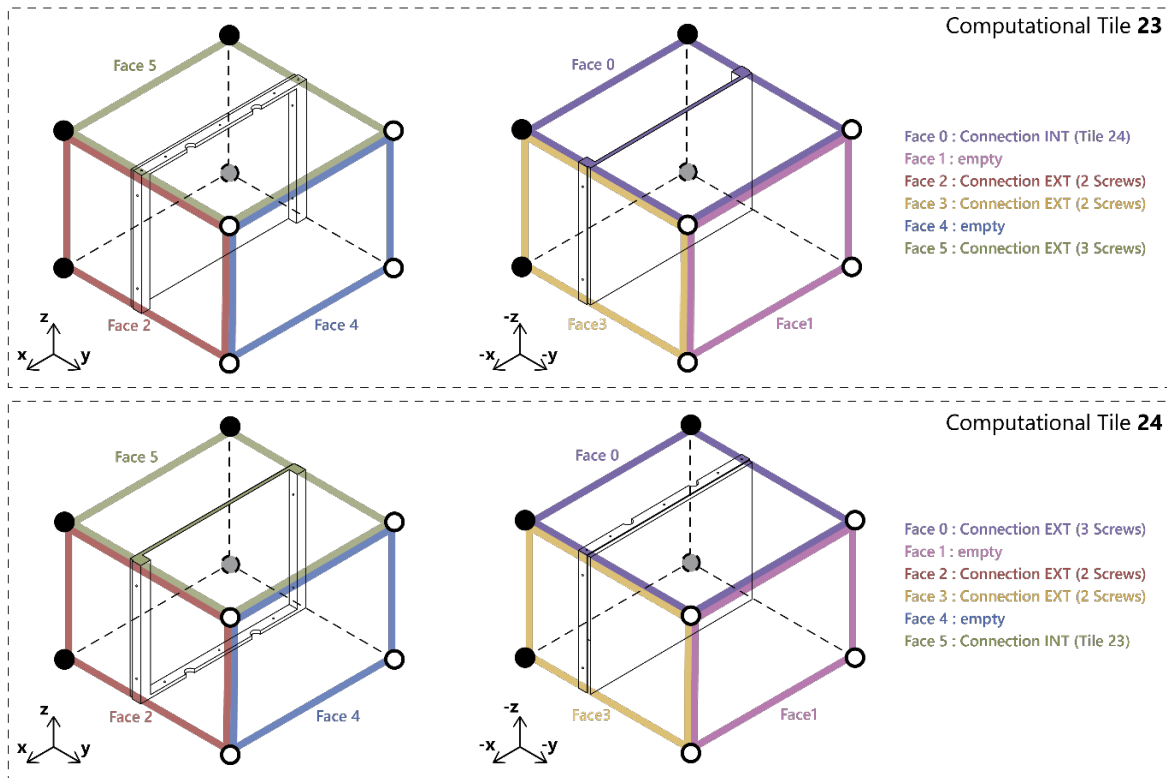 Computational Tile 23
Face 5
Face 0
Face 0 : Connection INT (Tile 24)
Face 1 : empty
Face 2 : Connection EXT (2 Screws)
Face 3 : Connection EXT (2 Screws)
Face 4 : empty
Face 5 : Connection EXT (3 Screws)
Face 2
Face 4
Face3
Face1
z
x
y
-z
-x
-y
Computational Tile 24
Face 5
Face 0
Face 0 : Connection EXT (3 Screws)
Face 1 : empty
Face 2 : Connection EXT (2 Screws)
Face 3 : Connection EXT (2 Screws)
Face 4 : empty
Face 5 : Connection INT (Tile 23)
Face 2
Face 4
Face3
Face1
z
x
y
-z
-x
-y